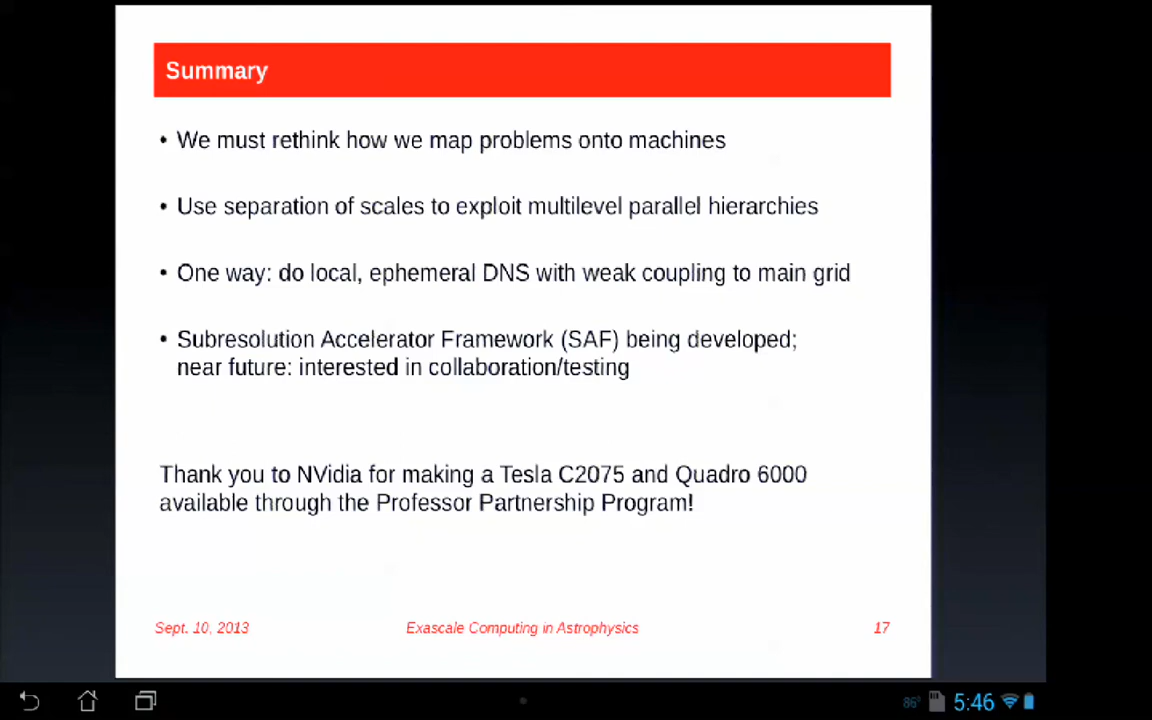 Summary
• We must rethink how we map problems onto machines
• Use separation of scales to exploit multilevel parallel hierarchies
• One way: do local, ephemeral DNS with weak coupling to main grid
• Subresolution Accelerator Framework (SAF) being developed;
near future: interested in collaboration/testing
Thank you to NVidia for making a Tesla C2075 and Quadro 6000
available through the Professor Partnership Program!
Sept. 10, 2013 Exascale Computing in Astrophysics 17
86° 5:46